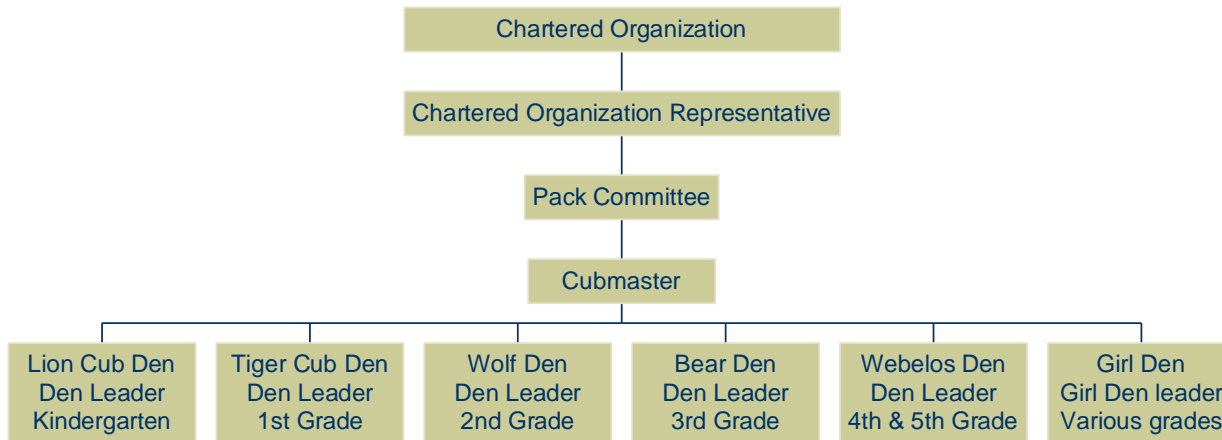 Chartered Organization
Chartered Organization Representative
Pack Committee
Cubmaster
Lion Cub Den
Den Leader
Kindergarten
Tiger Cub Den
Den Leader
1st Grade
Wolf Den
Den Leader
2nd Grade
Bear Den
Den Leader
3rd Grade
Webelos Den
Den Leader
4th & 5th Grade
Girl Den
Girl Den leader
Various grades